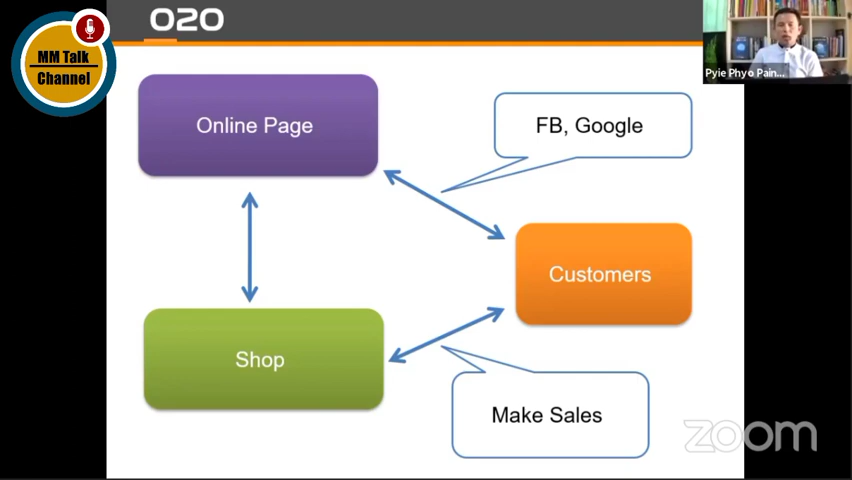 MM Talk
Channel
O2O
Pyie Phyo Pain...
Online Page
FB, Google
Customers
Shop
Make Sales
zoom